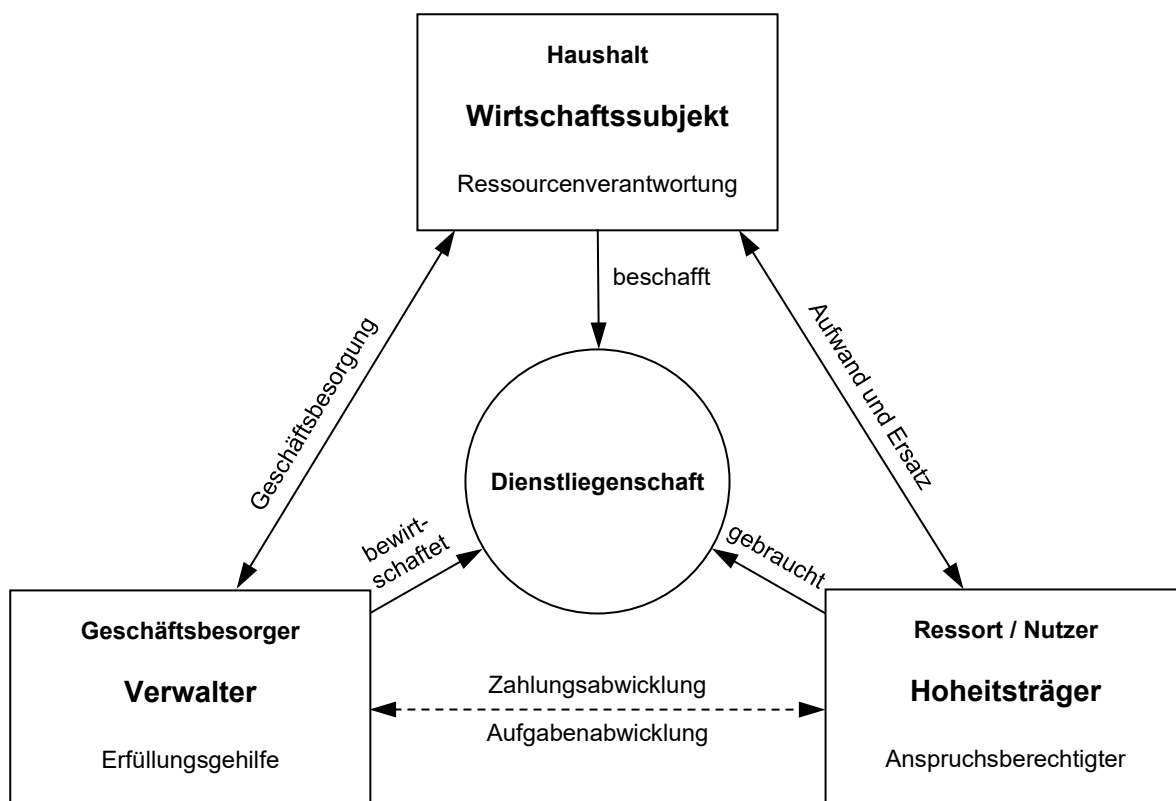 Haushalt
Wirtschaftssubjekt
Ressourcenverantwortung
beschafft
Geschäftsbesorgung
Aufwand und Ersatz
Dienstliegenschaft
bewirt-
schaftet
gebraucht
Geschäftsbesorger
Verwalter
Erfüllungsgehilfe
Zahlungsabwicklung
Aufgabenabwicklung
Ressort / Nutzer
Hoheitsträger
Anspruchsberechtigter